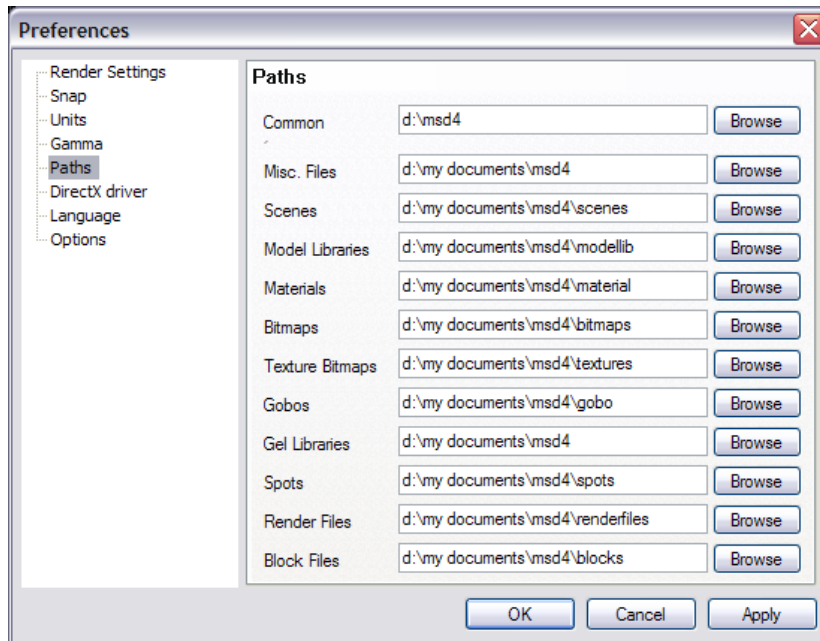 Preferences
Render Settings
Snap
Units
Gamma
Paths
DirectX driver
Language
Options
Paths
Common d:\msd4 Browse
Misc. Files d:\my documents\msd4 Browse
Scenes d:\my documents\msd4\scenes Browse
Model Libraries d:\my documents\msd4\modellib Browse
Materials d:\my documents\msd4\material Browse
Bitmaps d:\my documents\msd4\bitmaps Browse
Texture Bitmaps d:\my documents\msd4\textures Browse
Gobos d:\my documents\msd4\gobo Browse
Gel Libraries d:\my documents\msd4 Browse
Spots d:\my documents\msd4\spots Browse
Render Files d:\my documents\msd4\renderfiles Browse
Block Files d:\my documents\msd4\blocks Browse
OK Cancel Apply